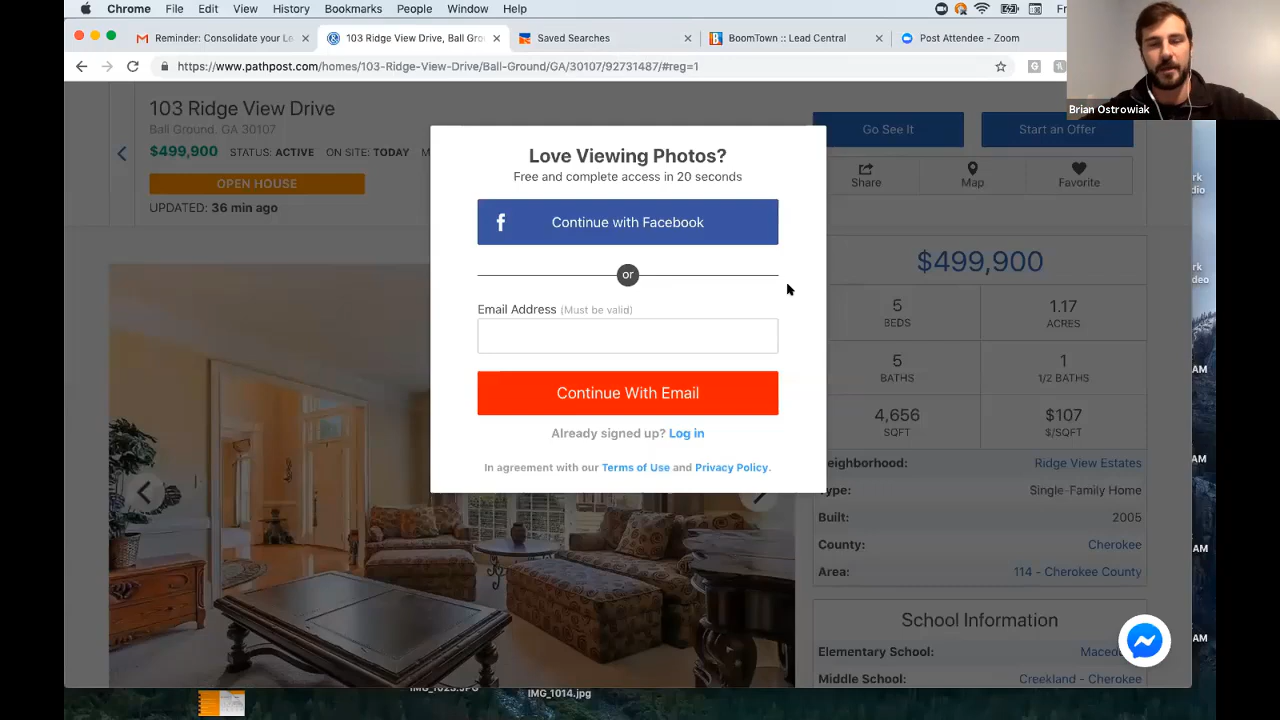 Chrome File Edit View History Bookmarks People Window Help
Reminder: Consolidate your Le
103 Ridge View Drive, Ball Gro
Saved Searches
BoomTown :: Lead Central
Post Attendee - Zoom
https://www.pathpost.com/homes/103-Ridge-View-Drive/Ball-Ground/GA/30107/92731487/#reg=1
Brian Ostrowiak
103 Ridge View Drive
Ball Ground, GA 30107
$499,900 STATUS: ACTIVE ON SITE: TODAY
OPEN HOUSE
UPDATED: 36 min ago
Go See It
Start an Offer
Share
Map
Favorite
Love Viewing Photos?
Free and complete access in 20 seconds
f Continue with Facebook
or
Email Address (Must be valid)
Continue With Email
Already signed up? Log in
In agreement with our Terms of Use and Privacy Policy.
$499,900
5
BEDS
1.17
ACRES
5
BATHS
1
1/2 BATHS
4,656
SQFT
$107
$/SQFT
eighborhood: Ridge View Estates
Type: Single-Family Home
Built: 2005
County: Cherokee
Area: 114 - Cherokee County
School Information
Elementary School:
Middle School: Creekland - Cherokee
AM
AM
AM
AM
IMG_1014.jpg